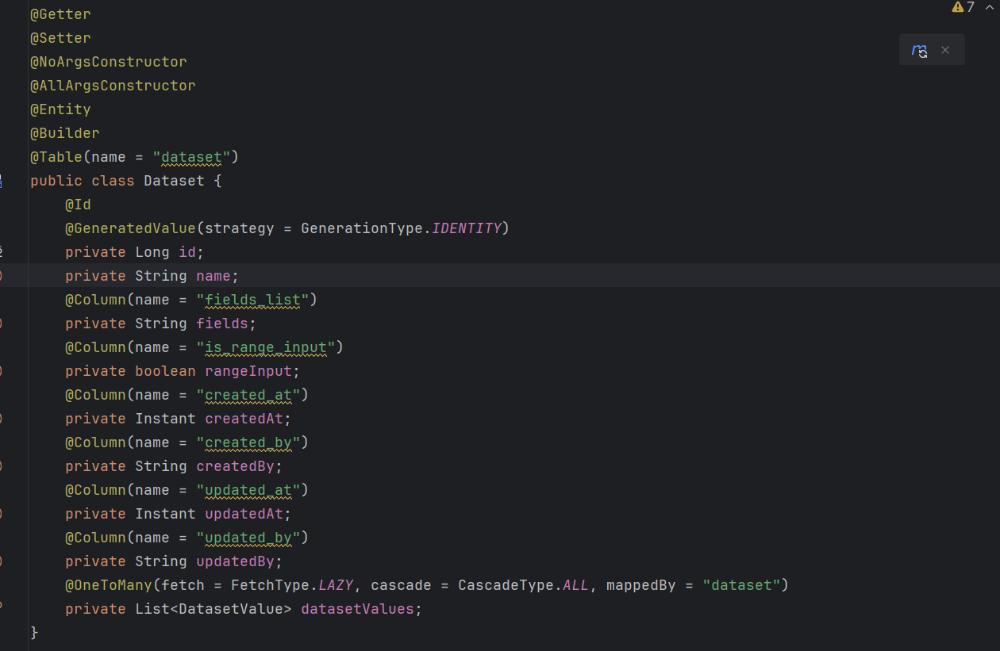 @Getter
7
@Setter
@NoArgsConstructor
@AllArgsConstructor
@Entity
@Builder
@Table(name = "dataset")
public class Dataset {
@Id
@GeneratedValue(strategy = GenerationType.IDENTITY)
private Long id;
private String name;
@Column(name = "fields_list")
private String fields;
@Column(name = "is_range_input")
private boolean rangeInput;
@Column(name = "created_at")
private Instant createdAt;
@Column(name = "created_by")
private String createdBy;
@Column(name = "updated_at")
private Instant updatedAt;
@Column(name = "updated_by")
private String updatedBy;
@OneToMany(fetch = FetchType.LAZY, cascade = CascadeType.ALL, mappedBy = "dataset")
private List<DatasetValue> datasetValues;
}